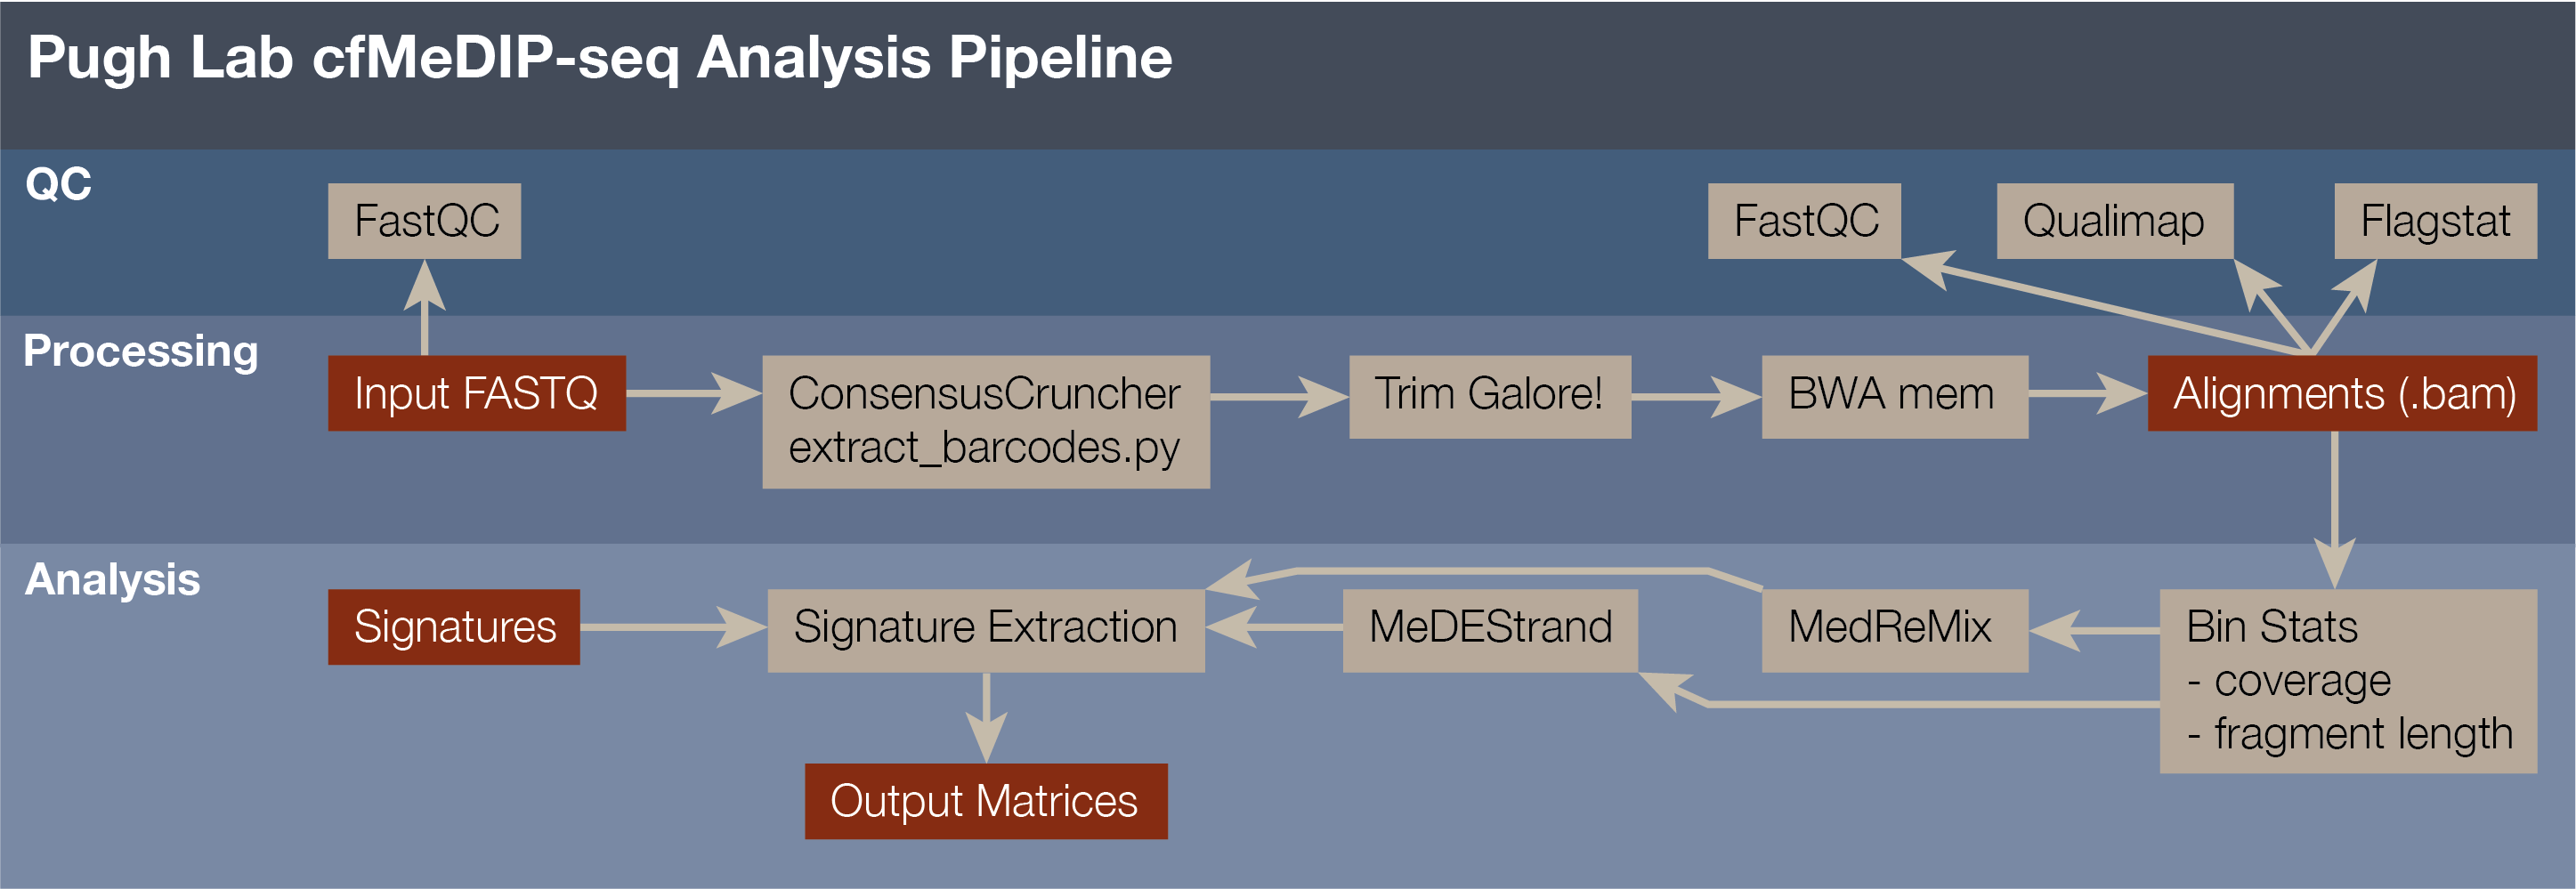 Pugh Lab cfMeDIP-seq Analysis Pipeline
QC
FastQC
FastQC
Qualimap
Flagstat
Processing
Input FASTQ
ConsensusCruncher
extract_barcodes.py
Trim Galore!
BWA mem
Alignments (.bam)
Analysis
Signatures
Signature Extraction
MeDEStrand
MedReMix
Bin Stats
- coverage
- fragment length
Output Matrices